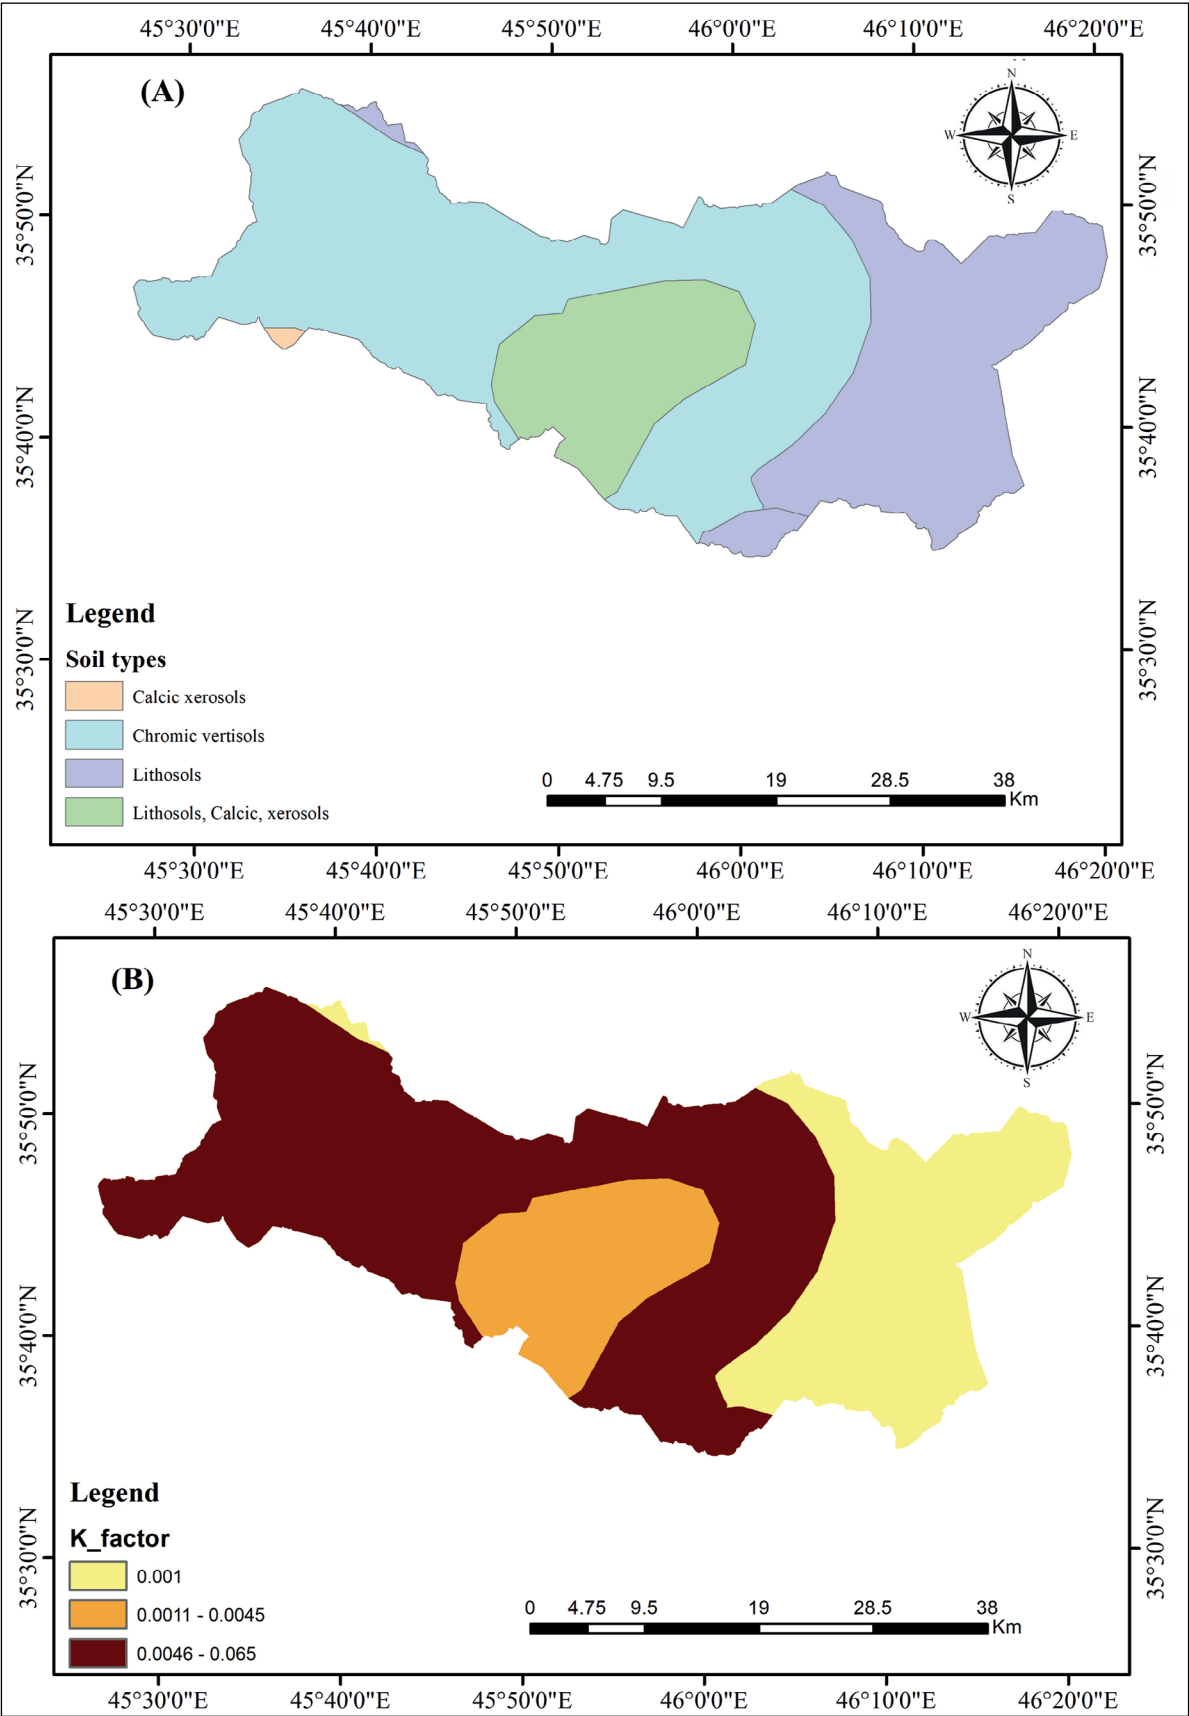 45°30'0"E 45°40'0"E 45°50'0"E 46°0'0"E 46°10'0"E 46°20'0"E
(A)
N
W E
S
35°50'0"N 35°50'0"N
35°40'0"N 35°40'0"N
35°30'0"N 35°30'0"N
Legend
Soil types
Calcic xerosols
Chromic vertisols
Lithosols
Lithosols, Calcic, xerosols
0 4.75 9.5 19 28.5 38
Km
45°30'0"E 45°40'0"E 45°50'0"E 46°0'0"E 46°10'0"E 46°20'0"E
45°30'0"E 45°40'0"E 45°50'0"E 46°0'0"E 46°10'0"E 46°20'0"E
(B)
N
W E
S
35°50'0"N 35°50'0"N
35°40'0"N 35°40'0"N
35°30'0"N 35°30'0"N
Legend
K_factor
0.001
0.0011 - 0.0045
0.0046 - 0.065
0 4.75 9.5 19 28.5 38
Km
45°30'0"E 45°40'0"E 45°50'0"E 46°0'0"E 46°10'0"E 46°20'0"E